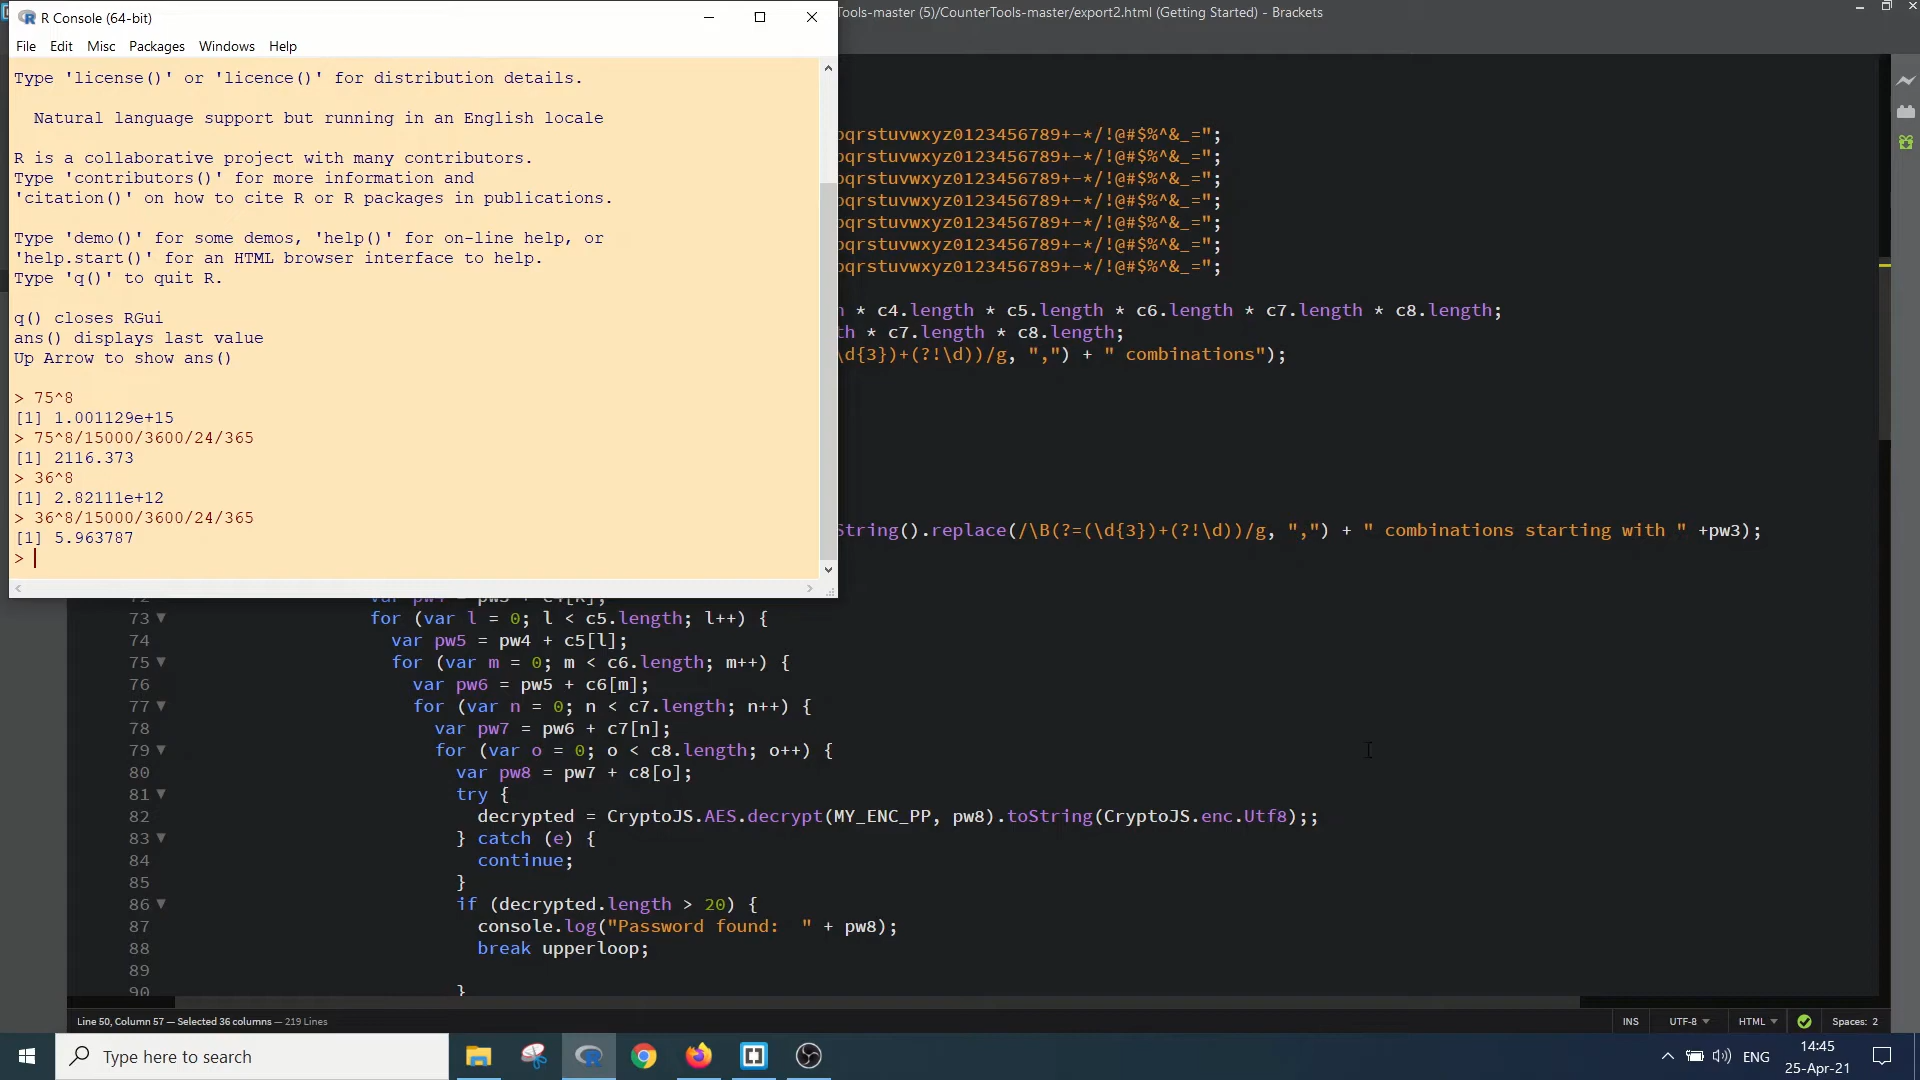 R Console (64-bit)
Tools-master (5)/CounterTools-master/export2.html (Getting Started) - Brackets
File Edit Misc Packages Windows Help
Type 'license()' or 'licence()' for distribution details.
Natural language support but running in an English locale
R is a collaborative project with many contributors.
Type 'contributors()' for more information and
'citation()' on how to cite R or R packages in publications.
Type 'demo()' for some demos, 'help()' for on-line help, or
'help.start()' for an HTML browser interface to help.
Type 'q()' to quit R.
q() closes RGui
ans() displays last value
Up Arrow to show ans()
> 75^8
[1] 1.001129e+15
> 75^8/15000/3600/24/365
[1] 2116.373
> 36^8
[1] 2.82111e+12
> 36^8/15000/3600/24/365
[1] 5.963787
>
pqrstuvwxyz0123456789+-*/!@#$%^&_=";
pqrstuvwxyz0123456789+-*/!@#$%^&_=";
pqrstuvwxyz0123456789+-*/!@#$%^&_=";
pqrstuvwxyz0123456789+-*/!@#$%^&_=";
pqrstuvwxyz0123456789+-*/!@#$%^&_=";
pqrstuvwxyz0123456789+-*/!@#$%^&_=";
pqrstuvwxyz0123456789+-*/!@#$%^&_=";
h * c4.length * c5.length * c6.length * c7.length * c8.length;
th * c7.length * c8.length;
\d{3})+(?!\d))/g, ",") + " combinations");
String().replace(/\B(?=(\d{3})+(?!\d))/g, ",") + " combinations starting with " +pw3);
72 var pw4 = pw3 + c4[k];
73 for (var l = 0; l < c5.length; l++) {
74 var pw5 = pw4 + c5[l];
75 for (var m = 0; m < c6.length; m++) {
76 var pw6 = pw5 + c6[m];
77 for (var n = 0; n < c7.length; n++) {
78 var pw7 = pw6 + c7[n];
79 for (var o = 0; o < c8.length; o++) {
80 var pw8 = pw7 + c8[o];
81 try {
82 decrypted = CryptoJS.AES.decrypt(MY_ENC_PP, pw8).toString(CryptoJS.enc.Utf8);;
83 } catch (e) {
84 continue;
85 }
86 if (decrypted.length > 20) {
87 console.log("Password found:  " + pw8);
88 break upperloop;
89
90 }
Line 50, Column 57 — Selected 36 columns — 219 Lines
INS UTF-8 HTML Spaces: 2
Type here to search
ENG
14:45
25-Apr-21